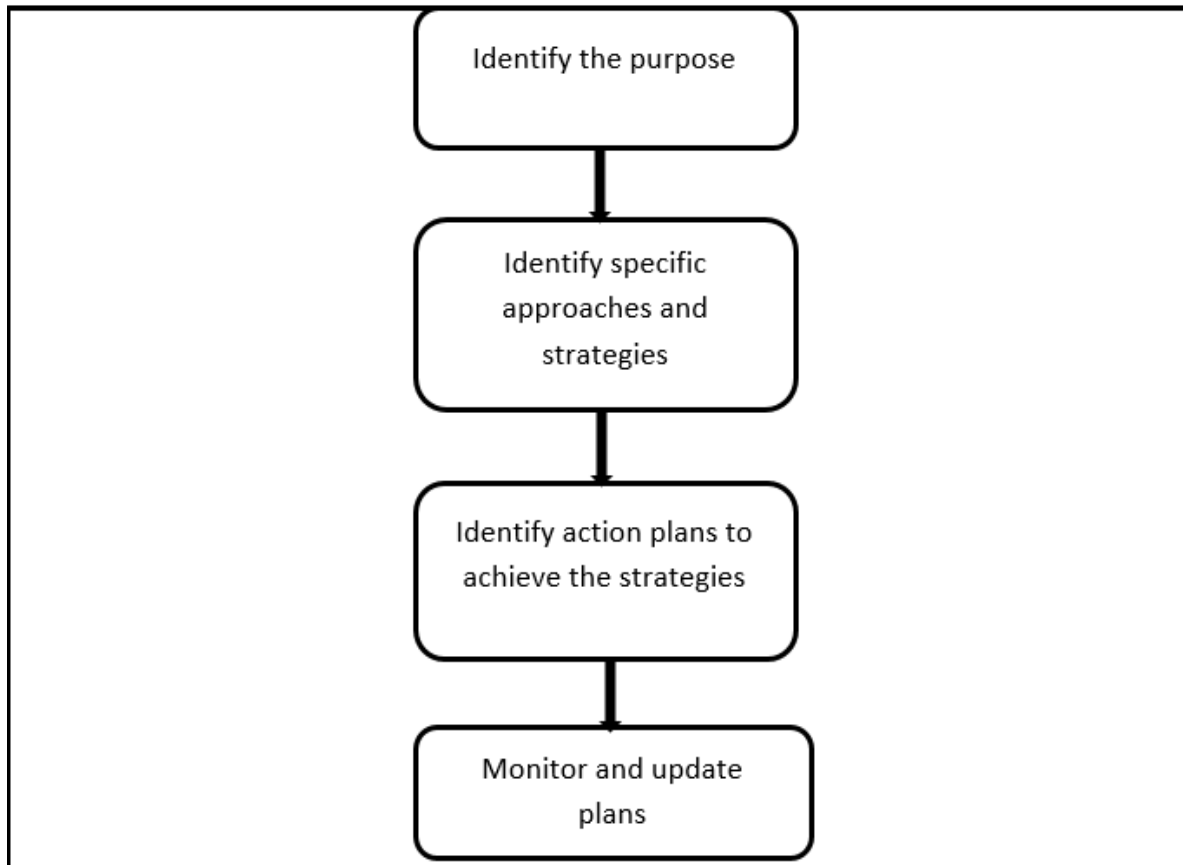 Identify the purpose
Identify specific
approaches and
strategies
Identify action plans to
achieve the strategies
Monitor and update
plans